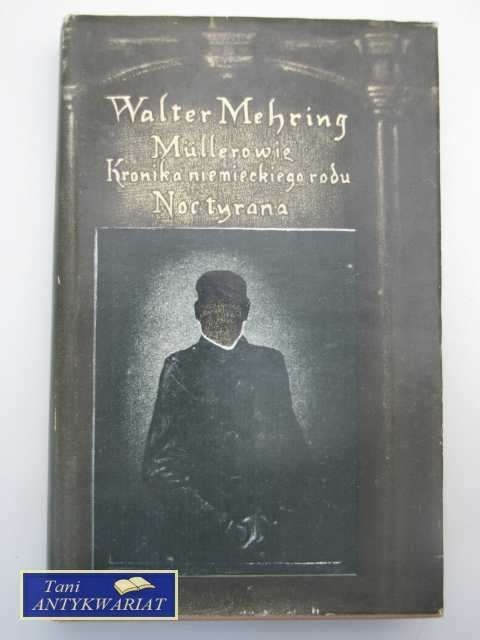 Walter Mehring
Müllerowie
Kronika niemieckiego rodu
Noc tyrana
Tani
ANTYKWARIAT